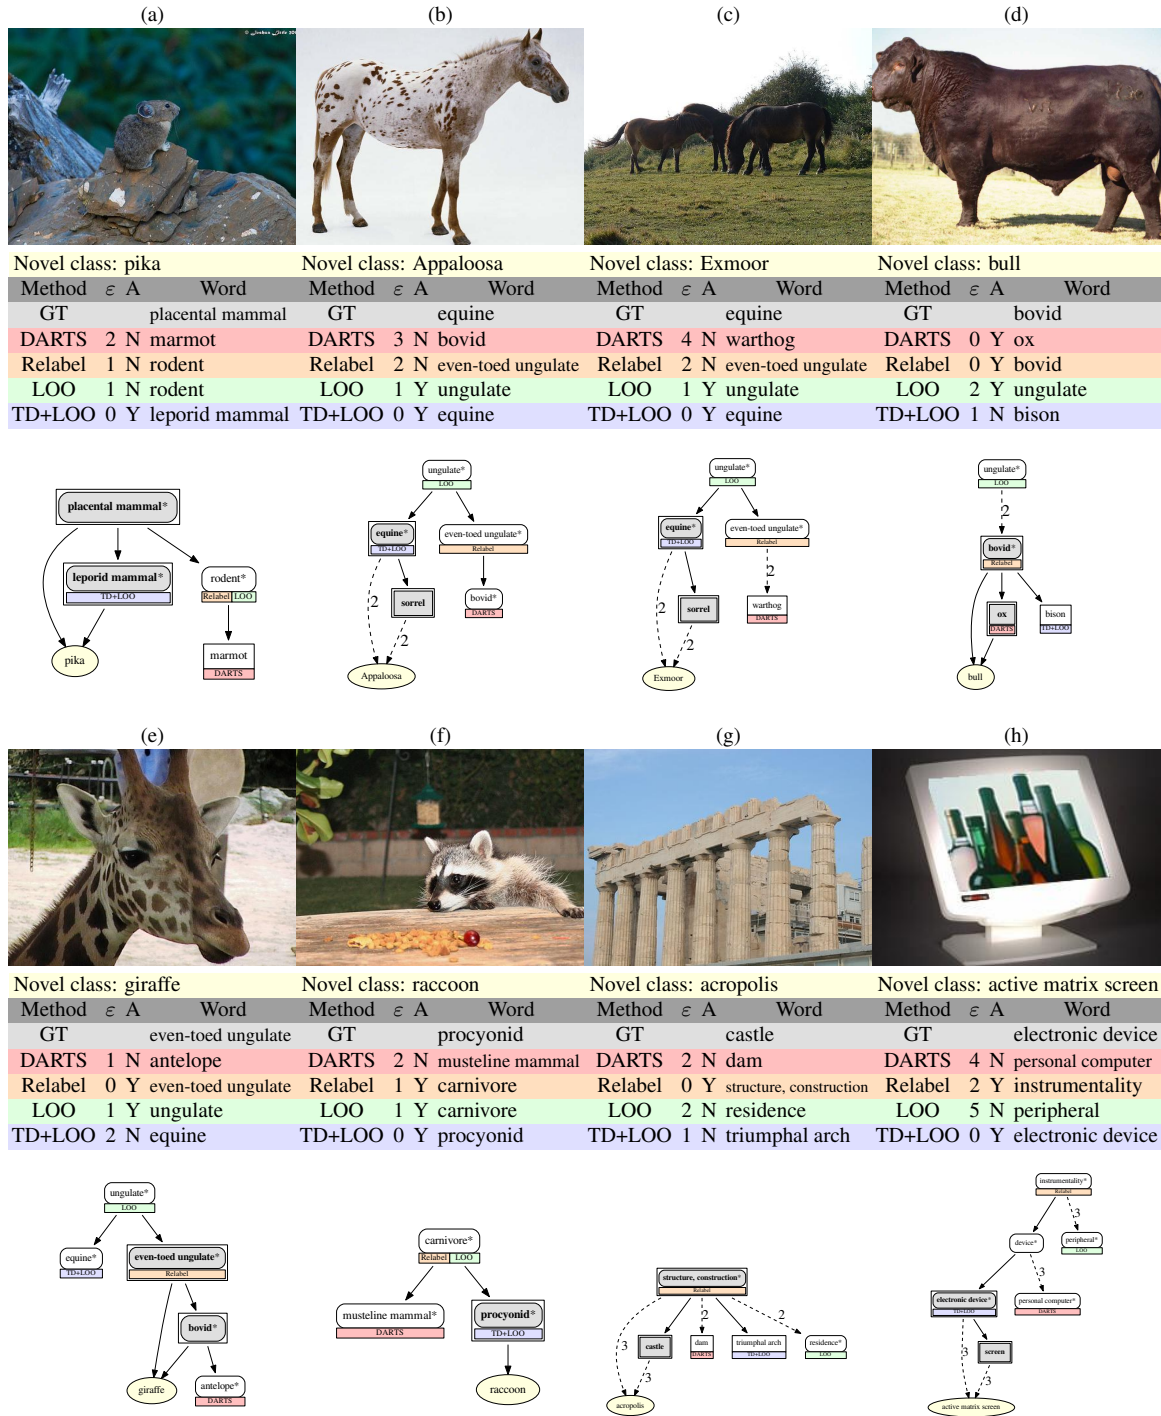 (a) (b) (c) (d)
Novel class: pika
Method ε A Word
GT placental mammal
DARTS 2 N marmot
Relabel 1 N rodent
LOO 1 N rodent
TD+LOO 0 Y leporid mammal
Novel class: Appaloosa
Method ε A Word
GT equine
DARTS 3 N bovid
Relabel 2 N even-toed ungulate
LOO 1 Y ungulate
TD+LOO 0 Y equine
Novel class: Exmoor
Method ε A Word
GT equine
DARTS 4 N warthog
Relabel 2 N even-toed ungulate
LOO 1 Y ungulate
TD+LOO 0 Y equine
Novel class: bull
Method ε A Word
GT bovid
DARTS 0 Y ox
Relabel 0 Y bovid
LOO 2 Y ungulate
TD+LOO 1 N bison
placental mammal*
leporid mammal*
TD+LOO
rodent*
Relabel LOO
pika
marmot
DARTS
ungulate*
LOO
equine*
TD+LOO
even-toed ungulate*
Relabel
2
sorrel
bovid*
DARTS
2
Appaloosa
ungulate*
LOO
equine*
TD+LOO
even-toed ungulate*
Relabel
2
2
sorrel
warthog
DARTS
2
Exmoor
ungulate*
LOO
2
bovid*
Relabel
ox
DARTS
bison
TD+LOO
bull
(e) (f) (g) (h)
Novel class: giraffe
Method ε A Word
GT even-toed ungulate
DARTS 1 N antelope
Relabel 0 Y even-toed ungulate
LOO 1 Y ungulate
TD+LOO 2 N equine
Novel class: raccoon
Method ε A Word
GT procyonid
DARTS 2 N musteline mammal
Relabel 1 Y carnivore
LOO 1 Y carnivore
TD+LOO 0 Y procyonid
Novel class: acropolis
Method ε A Word
GT castle
DARTS 2 N dam
Relabel 0 Y structure, construction
LOO 2 N residence
TD+LOO 1 N triumphal arch
Novel class: active matrix screen
Method ε A Word
GT electronic device
DARTS 4 N personal computer
Relabel 2 Y instrumentality
LOO 5 N peripheral
TD+LOO 0 Y electronic device
ungulate*
LOO
equine*
TD+LOO
even-toed ungulate*
Relabel
bovid*
giraffe
antelope*
DARTS
carnivore*
Relabel LOO
musteline mammal*
DARTS
procyonid*
TD+LOO
raccoon
structure, construction*
Relabel
2
2
3
castle
dam
DARTS
triumphal arch
TD+LOO
residence*
LOO
3
acropolis
instrumentality*
Relabel
3
device*
peripheral*
LOO
3
electronic device*
TD+LOO
personal computer*
DARTS
3
screen
3
active matrix screen